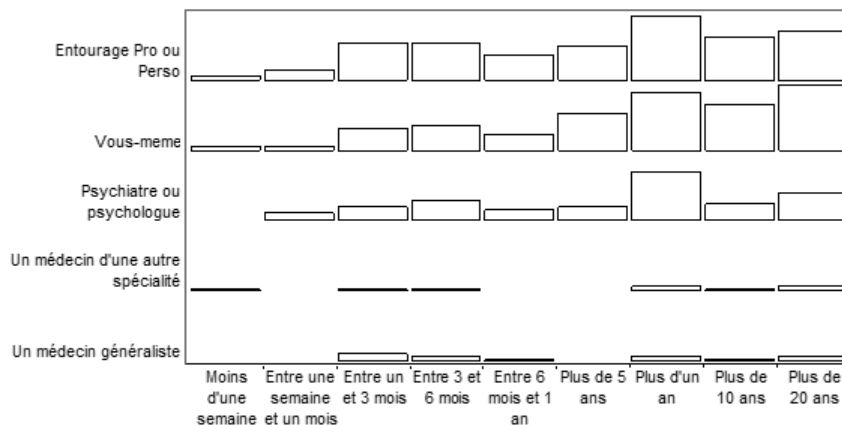 Entourage Pro ou
Perso
Vous-meme
Psychiatre ou
psychologue
Un médecin d'une autre
spécialité
Un médecin généraliste
Moins
d'une
semaine
Entre une
semaine
et un mois
Entre un
et 3 mois
Entre 3 et
6 mois
Entre 6
mois et 1
an
Plus de 5
ans
Plus d'un
an
Plus de
10 ans
Plus de
20 ans